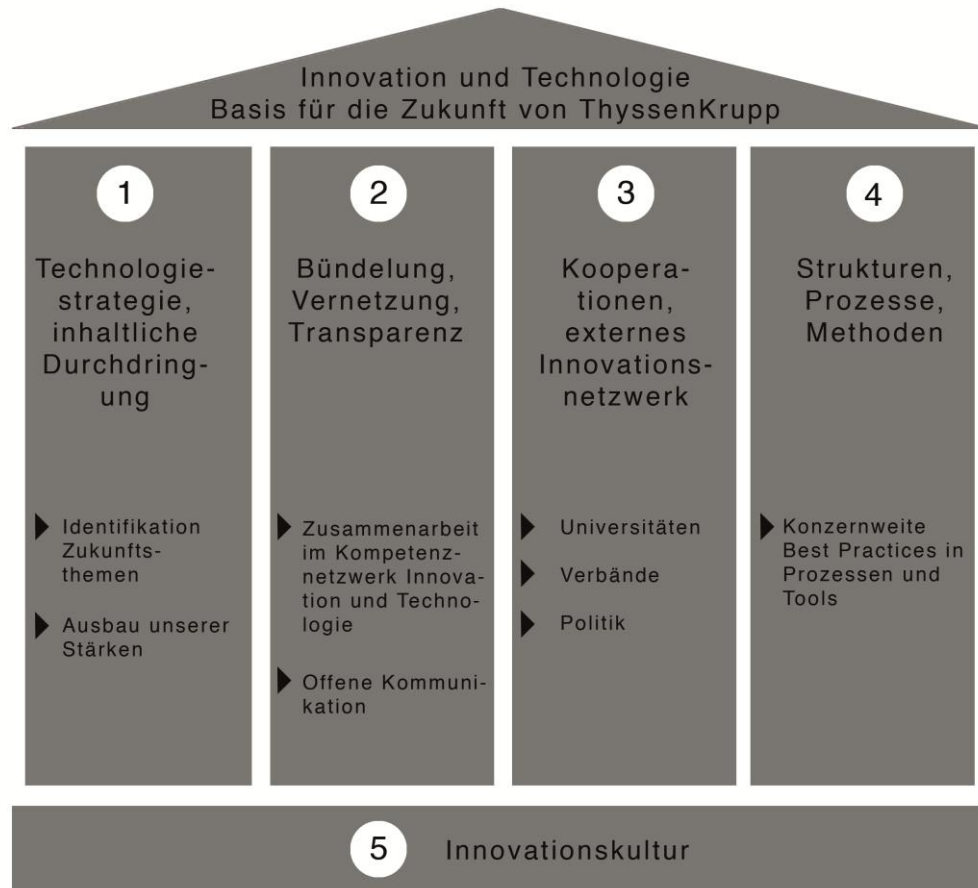 Innovation und Technologie
Basis für die Zukunft von ThyssenKrupp
1
Technologie-
strategie,
inhaltliche
Durchdring-
ung
Identifikation
Zukunfts-
themen
Ausbau unserer
Stärken
2
Bündelung,
Vernetzung,
Transparenz
Zusammenarbeit
im Kompetenz-
netzwerk Innova-
tion und Techno-
logie
Offene Kommuni-
kation
3
Koopera-
tionen,
externes
Innovations-
netzwerk
Universitäten
Verbände
Politik
4
Strukturen,
Prozesse,
Methoden
Konzernweite
Best Practices in
Prozessen und
Tools
5 Innovationskultur